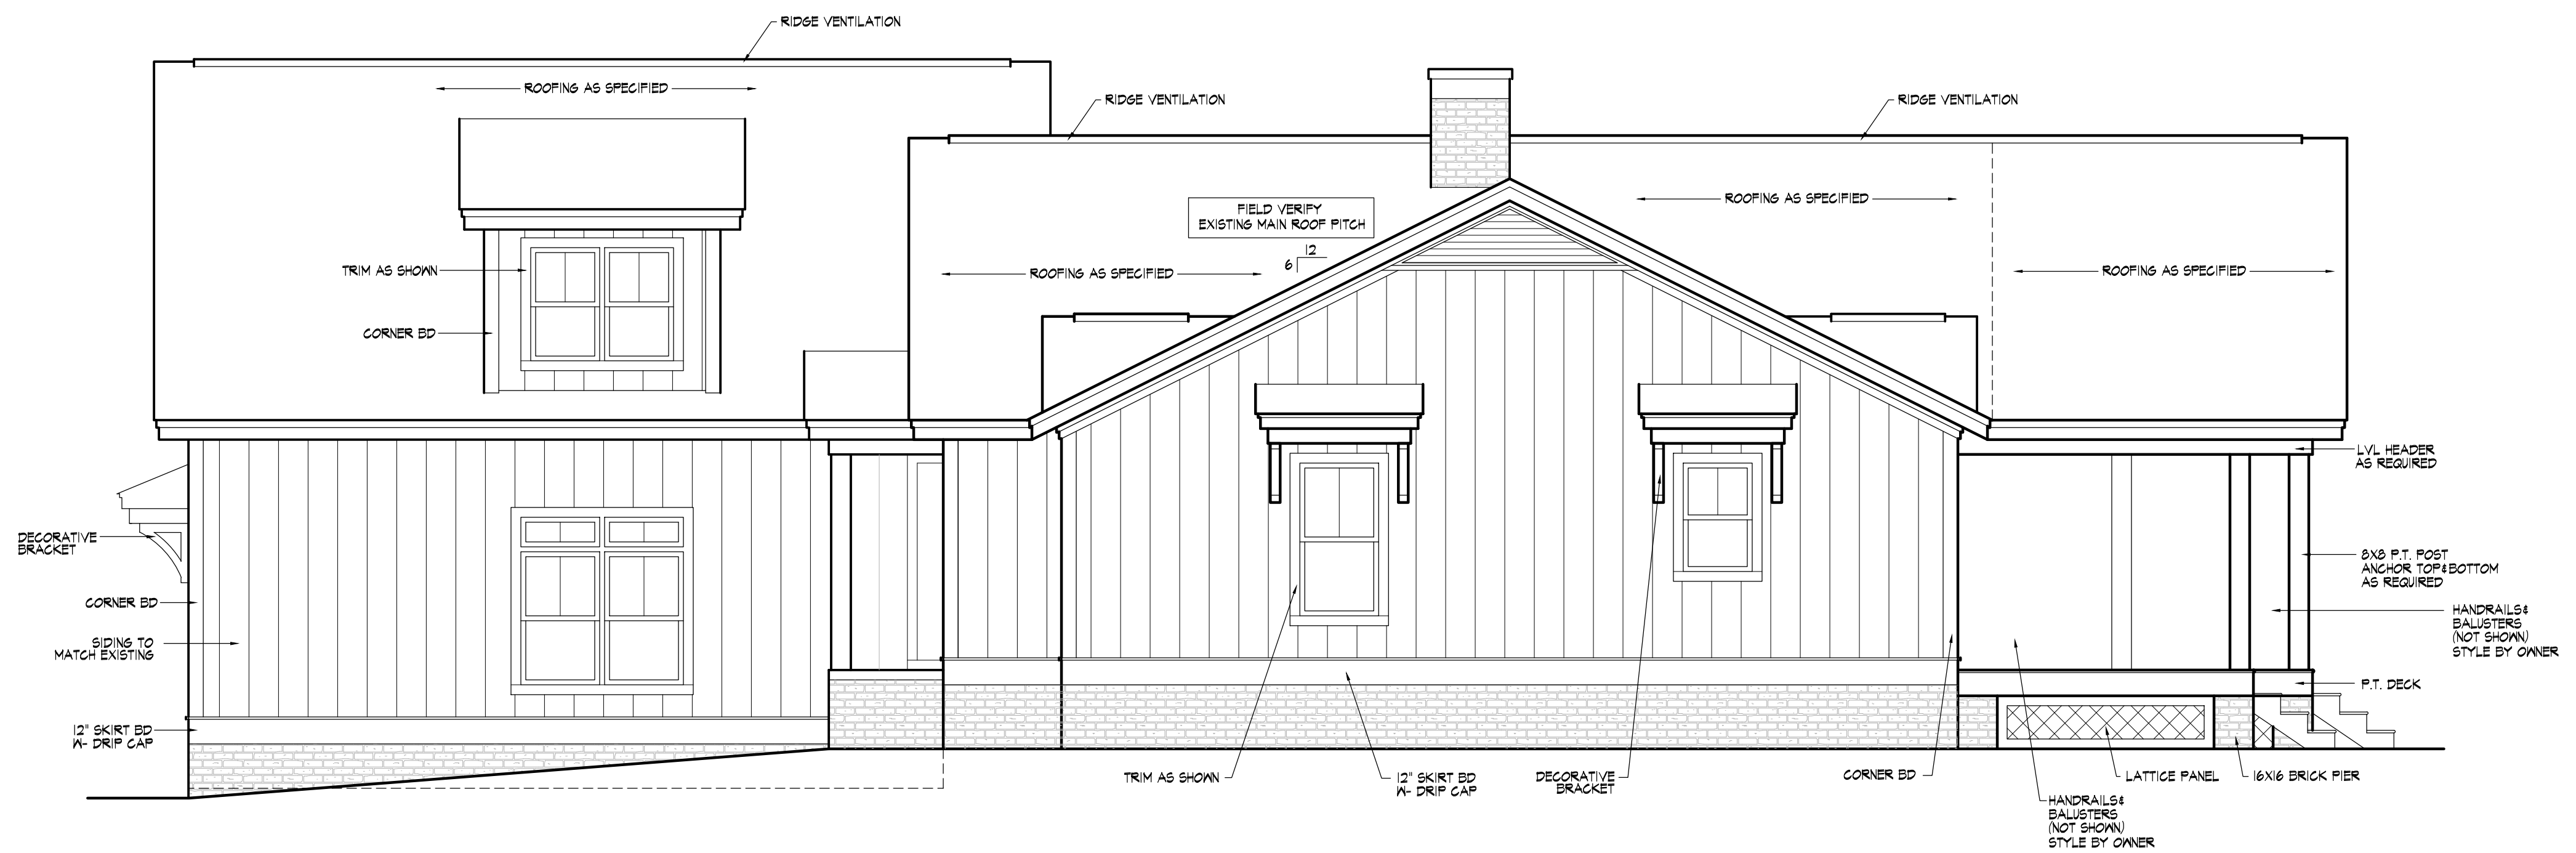 RIDGE VENTILATION
ROOFING AS SPECIFIED
RIDGE VENTILATION
RIDGE VENTILATION
ROOFING AS SPECIFIED
FIELD VERIFY
EXISTING MAIN ROOF PITCH
12
6
TRIM AS SHOWN
ROOFING AS SPECIFIED
ROOFING AS SPECIFIED
CORNER BD
LVL HEADER
AS REQUIRED
DECORATIVE
BRACKET
8X8 P.T. POST
ANCHOR TOP&BOTTOM
AS REQUIRED
CORNER BD
HANDRAILS&
BALUSTERS
(NOT SHOWN)
STYLE BY OWNER
SIDING TO
MATCH EXISTING
P.T. DECK
12" SKIRT BD
W- DRIP CAP
TRIM AS SHOWN
12" SKIRT BD
W- DRIP CAP
DECORATIVE
BRACKET
CORNER BD
LATTICE PANEL
16X16 BRICK PIER
HANDRAILS&
BALUSTERS
(NOT SHOWN)
STYLE BY OWNER